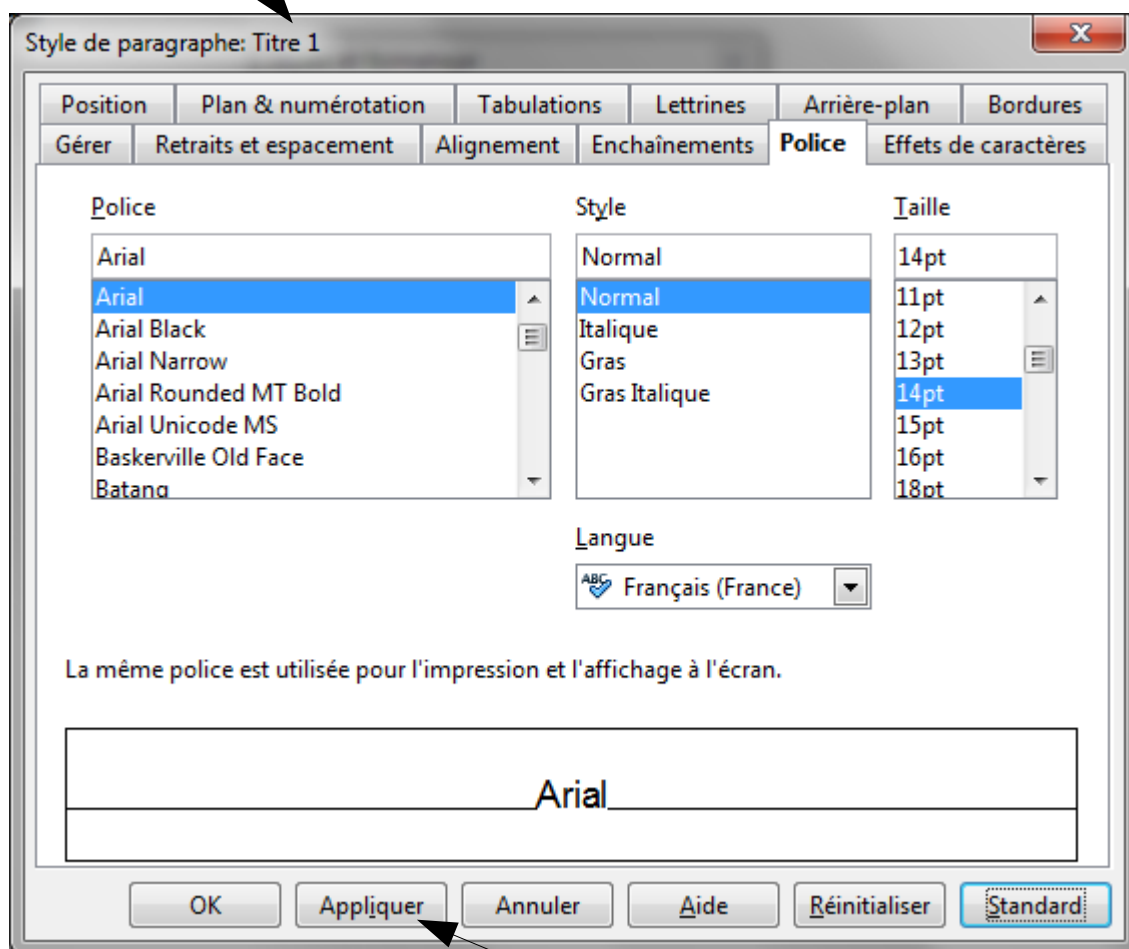 Style de paragraphe: Titre 1
x
Position Plan & numérotation Tabulations Lettrines Arrière-plan Bordures
Gérer Retraits et espacement Alignement Enchaînements Police Effets de caractères
Police Style Taille
Arial Normal 14pt
Arial Normal 11pt
Arial Black Italique 12pt
Arial Narrow Gras 13pt
Arial Rounded MT Bold Gras Italique 14pt
Arial Unicode MS 15pt
Baskerville Old Face 16pt
Batang 18pt
Langue
ABC Français (France)
La même police est utilisée pour l'impression et l'affichage à l'écran.
Arial
OK Appliquer Annuler Aide Réinitialiser Standard